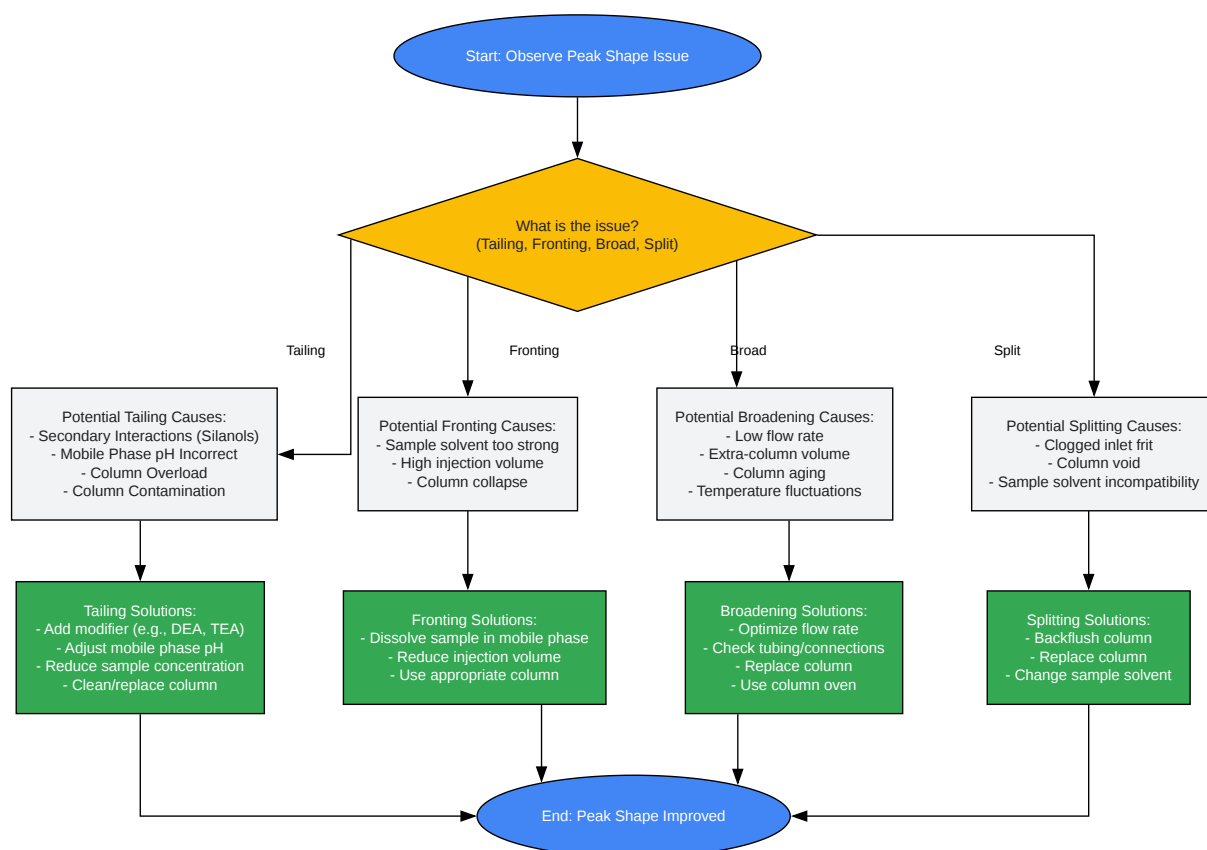 Start: Observe Peak Shape Issue
What is the issue?
(Tailing, Fronting, Broad, Split)
Tailing
Fronting
Broad
Split
Potential Tailing Causes:
- Secondary Interactions (Silanols)
- Mobile Phase pH Incorrect
- Column Overload
- Column Contamination
Potential Fronting Causes:
- Sample solvent too strong
- High injection volume
- Column collapse
Potential Broadening Causes:
- Low flow rate
- Extra-column volume
- Column aging
- Temperature fluctuations
Potential Splitting Causes:
- Clogged inlet frit
- Column void
- Sample solvent incompatibility
Tailing Solutions:
- Add modifier (e.g., DEA, TEA)
- Adjust mobile phase pH
- Reduce sample concentration
- Clean/replace column
Fronting Solutions:
- Dissolve sample in mobile phase
- Reduce injection volume
- Use appropriate column
Broadening Solutions:
- Optimize flow rate
- Check tubing/connections
- Replace column
- Use column oven
Splitting Solutions:
- Backflush column
- Replace column
- Change sample solvent
End: Peak Shape Improved